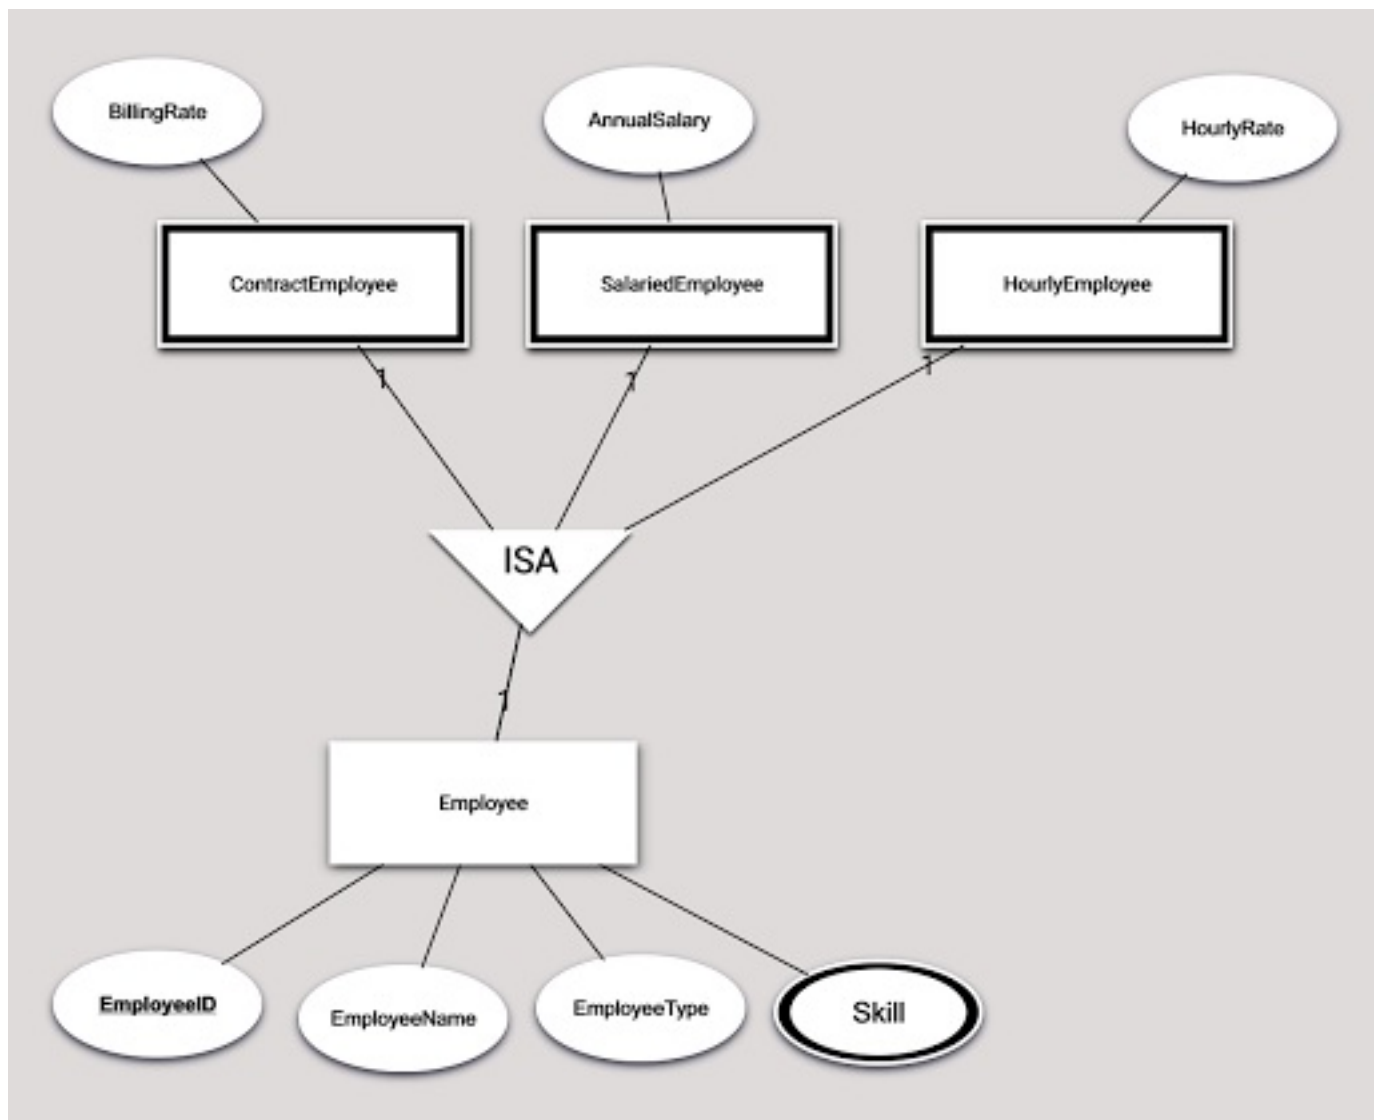 BillingRate
AnnualSalary
HourlyRate
ContractEmployee
SalariedEmployee
HourlyEmployee
1
1
1
ISA
1
Employee
EmployeeID
EmployeeName
EmployeeType
Skill